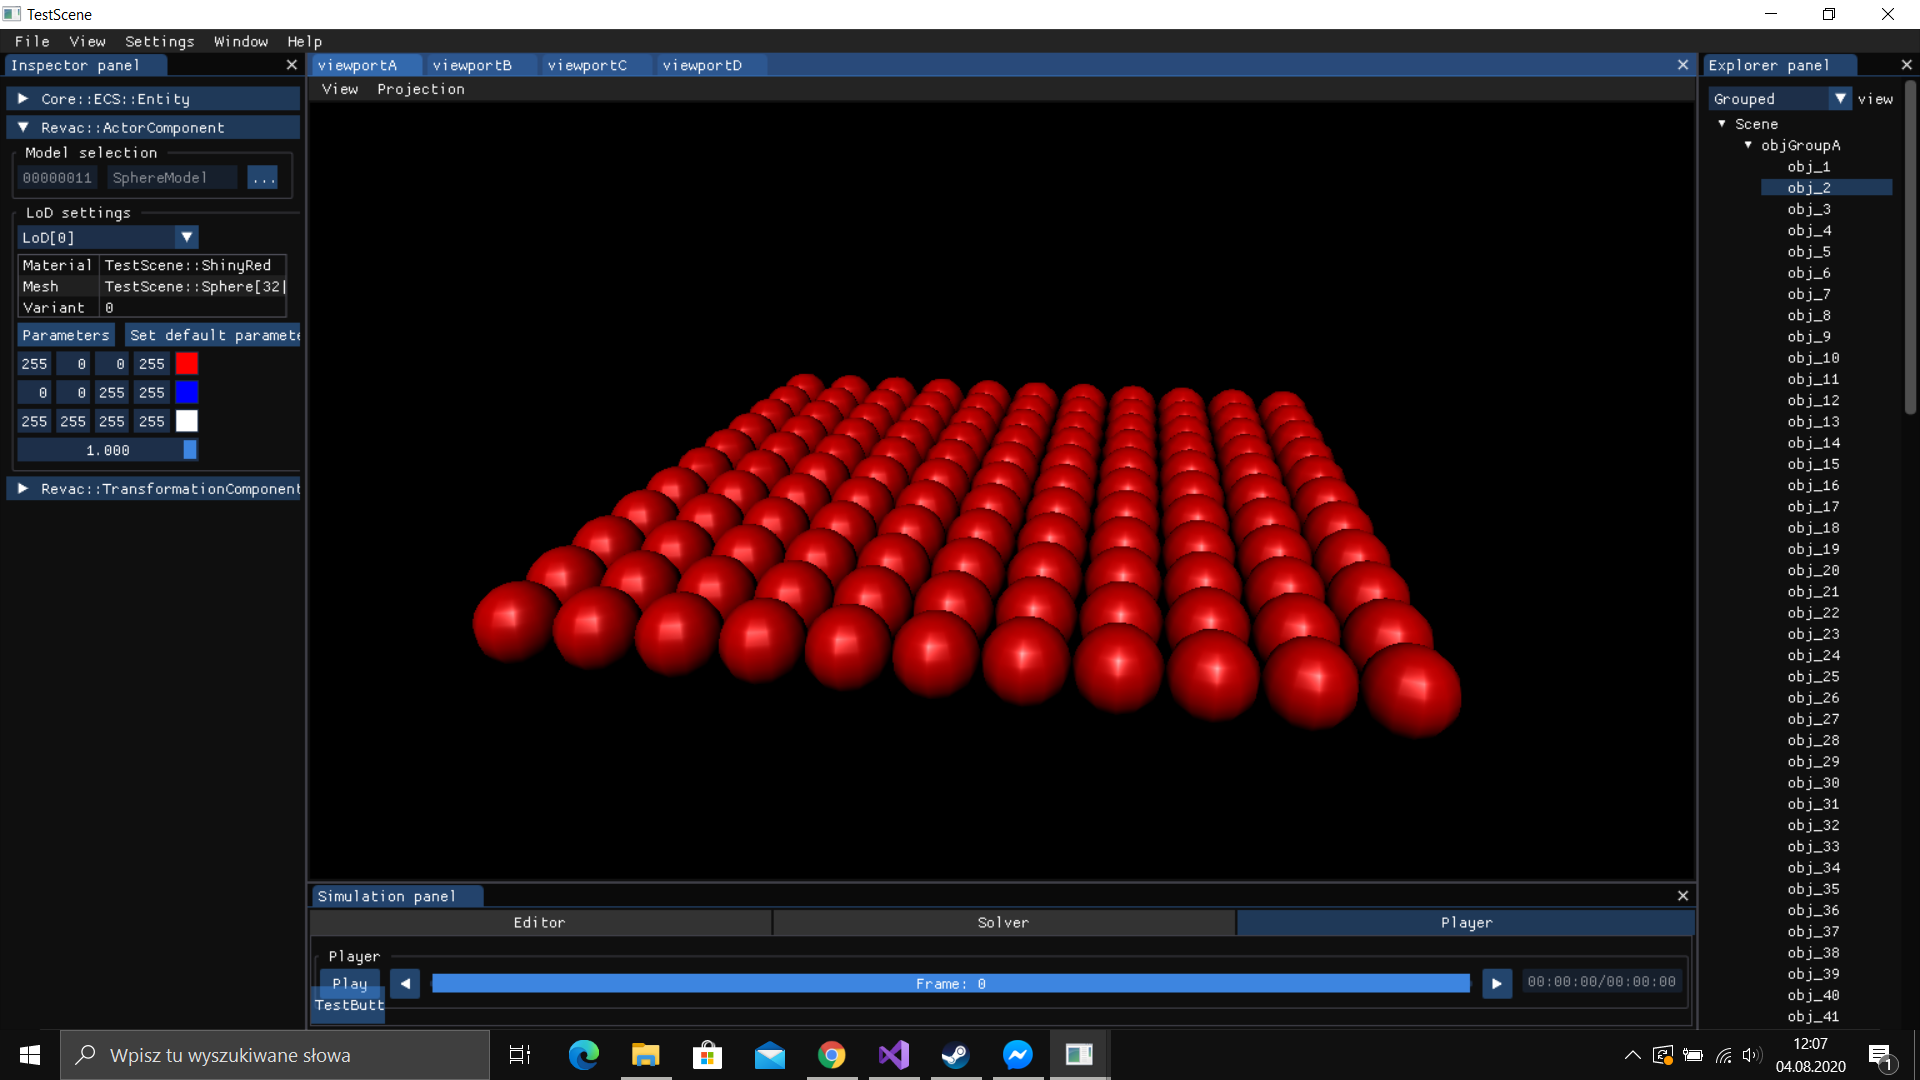 TestScene
File View Settings Window Help
Inspector panel
Core::ECS::Entity
Revac::ActorComponent
Model selection
00000011 SphereModel ...
LoD settings
LoD[0]
Material TestScene::ShinyRed
Mesh TestScene::Sphere[32|
Variant 0
Parameters Set default paramete
255 0 0 255
0 0 255 255
255 255 255 255
1.000
Revac::TransformationComponent
viewportA viewportB viewportC viewportD
View Projection
Simulation panel
Editor Solver Player
Player
Play Frame: 0 00:00:00/00:00:00
TestButt
Explorer panel
Grouped view
Scene
objGroupA
obj_1
obj_2
obj_3
obj_4
obj_5
obj_6
obj_7
obj_8
obj_9
obj_10
obj_11
obj_12
obj_13
obj_14
obj_15
obj_16
obj_17
obj_18
obj_19
obj_20
obj_21
obj_22
obj_23
obj_24
obj_25
obj_26
obj_27
obj_28
obj_29
obj_30
obj_31
obj_32
obj_33
obj_34
obj_35
obj_36
obj_37
obj_38
obj_39
obj_40
obj_41
Wpisz tu wyszukiwane słowa
12:07
04.08.2020
1